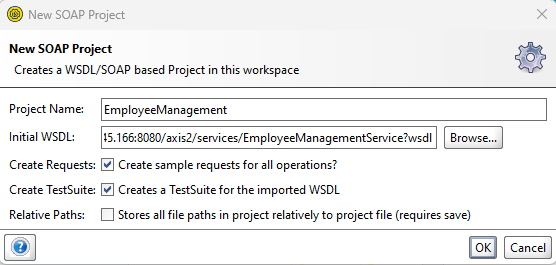 New SOAP Project
New SOAP Project
Creates a WSDL/SOAP based Project in this workspace
Project Name: EmployeeManagement
Initial WSDL: 45.166:8080/axis2/services/EmployeeManagementService?wsdl Browse...
Create Requests: Create sample requests for all operations?
Create TestSuite: Creates a TestSuite for the imported WSDL
Relative Paths: Stores all file paths in project relatively to project file (requires save)
? OK Cancel